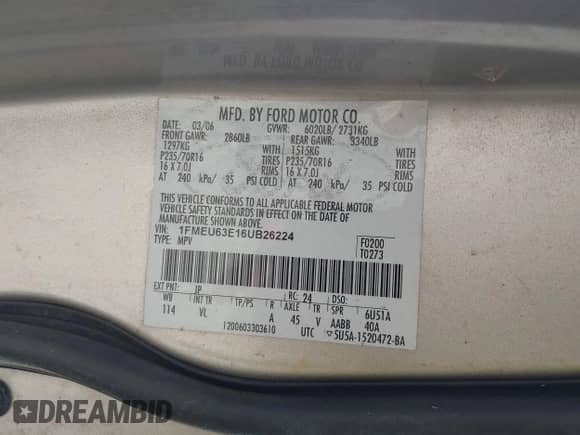 MFD. BY FORD MOTOR CO.
DATE: 03/06 GVWR: 6020LB/ 2731KG
FRONT GAWR: 2860LB REAR GAWR: 3340LB
1297KG WITH 1515KG WITH
P235/70R16 TIRES P235/70R16 TIRES
16 X 7.0J RIMS 16 X 7.0J RIMS
AT 240 kPa/ 35 PSI COLD AT 240 kPa/ 35 PSI COLD
THIS VEHICLE CONFORMS TO ALL APPLICABLE FEDERAL MOTOR
VEHICLE SAFETY STANDARDS IN EFFECT ON THE DATE OF
MANUFACTURE SHOWN ABOVE.
VIN: 1FMEU63E16UB26224
TYPE: MPV
F0200
T0273
EXT PNT: JP RC: 24 DSO:
WB INT TR TP/PS R AXLE TR SPR 6U51A
114 VL A 45 V AABB 40A
1200603303610 UTC ▽5U5A-1520472-BA
DREAMBID